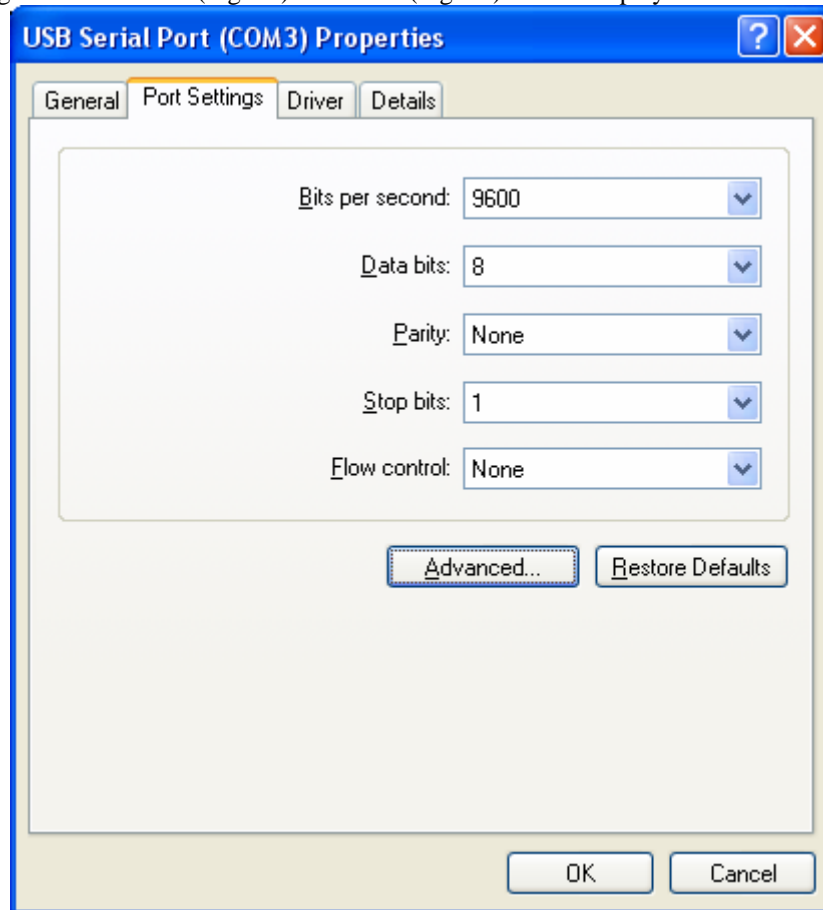 USB Serial Port (COM3) Properties
General Port Settings Driver Details
Bits per second: 9600
Data bits: 8
Parity: None
Stop bits: 1
Flow control: None
Advanced... Restore Defaults
OK Cancel